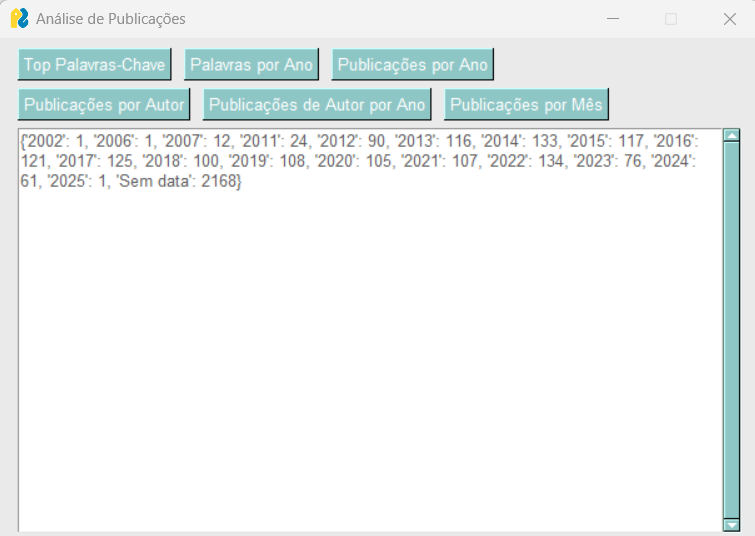 Análise de Publicações
Top Palavras-Chave Palavras por Ano Publicações por Ano
Publicações por Autor Publicações de Autor por Ano Publicações por Mês
{'2002': 1, '2006': 1, '2007': 12, '2011': 24, '2012': 90, '2013': 116, '2014': 133, '2015': 117, '2016':
121, '2017': 125, '2018': 100, '2019': 108, '2020': 105, '2021': 107, '2022': 134, '2023': 76, '2024':
61, '2025': 1, 'Sem data': 2168}